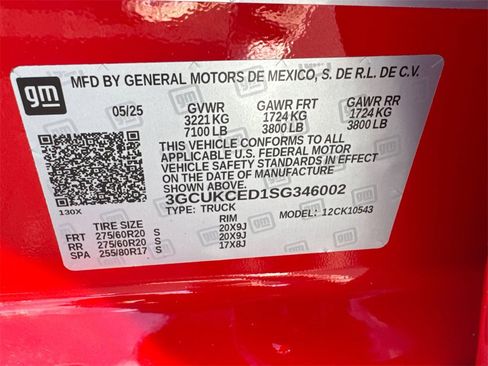 gm
MFD BY GENERAL MOTORS DE MEXICO, S. DE R.L. DE C.V.
05/25 GVWR GAWR FRT GAWR RR
3221 KG 1724 KG 1724 KG
7100 LB 3800 LB 3800 LB
THIS VEHICLE CONFORMS TO ALL
APPLICABLE U.S. FEDERAL MOTOR
VEHICLE SAFETY STANDARDS IN EFFECT
ON THE DATE OF MANUFACTURE SHOWN ABOVE.
3GCUKCED1SG346002
130X TYPE: TRUCK MODEL: 12CK10543
TIRE SIZE RIM
FRT 275/60R20 S 20X9J
RR 275/60R20 S 20X9J
SPA 255/80R17 S 17X8J